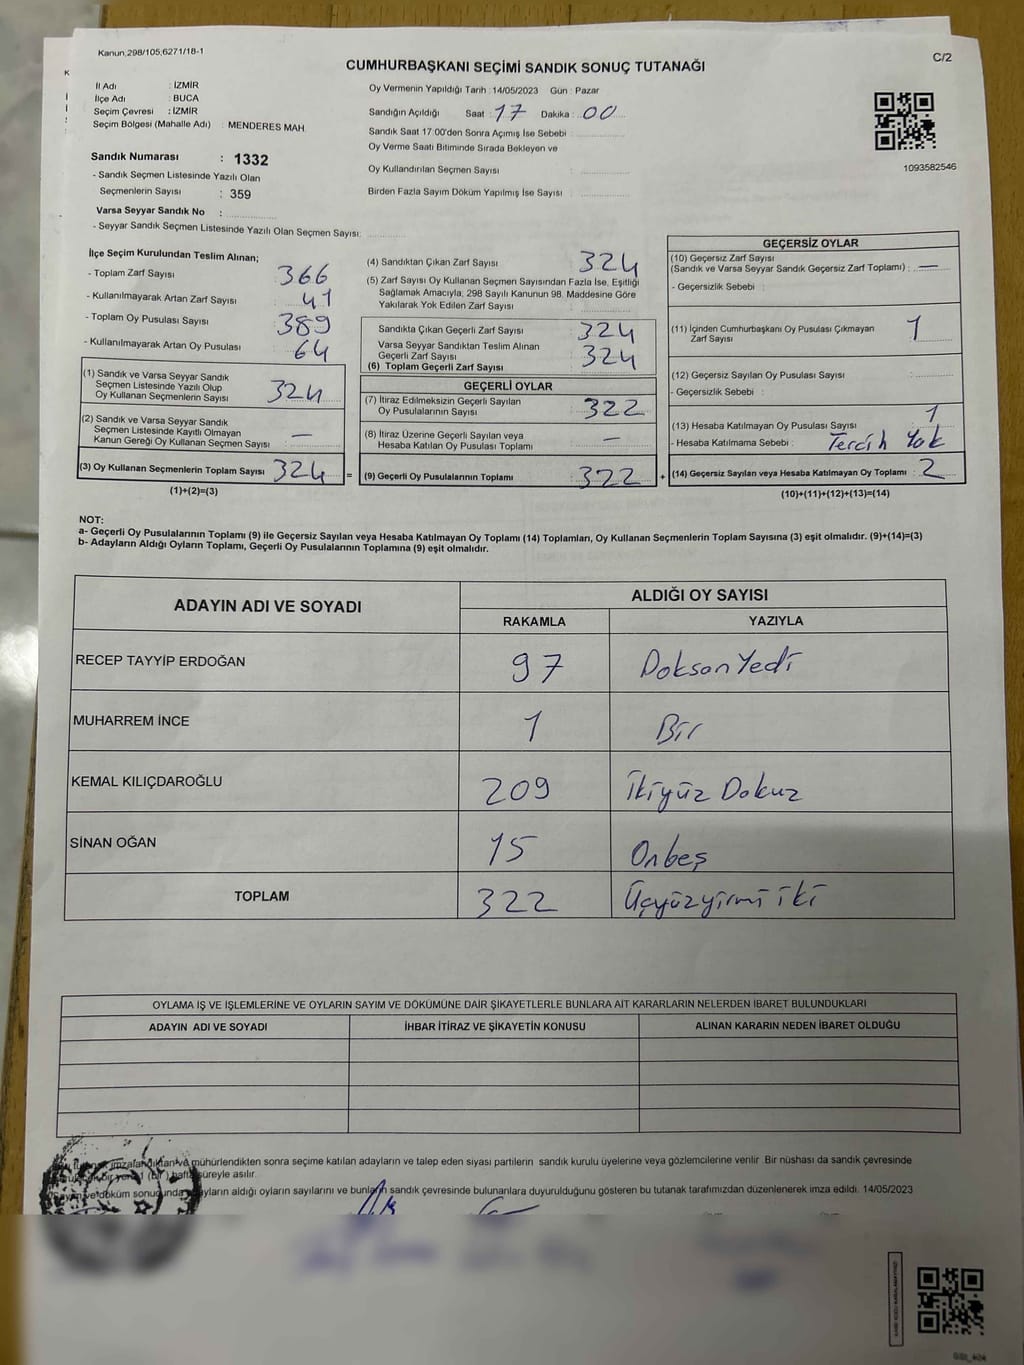 Kanun,298/105,6271/18-1
C/2
CUMHURBAŞKANI SEÇİMİ SANDIK SONUÇ TUTANAĞI
İl Adı : İZMİR
İlçe Adı : BUCA
Seçim Çevresi : İZMİR
Seçim Bölgesi (Mahalle Adı) : MENDERES MAH.
Oy Vermenin Yapıldığı Tarih : 14/05/2023 Gün : Pazar
Sandığın Açıldığı Saat : 17 Dakika : 00
Sandık Saat 17:00'den Sonra Açımış İse Sebebi :
Oy Verme Saati Bitiminde Sırada Bekleyen ve
Oy Kullandırılan Seçmen Sayısı :
Birden Fazla Sayım Döküm Yapılmış İse Sayısı :
1093582546
Sandık Numarası : 1332
- Sandık Seçmen Listesinde Yazılı Olan
Seçmenlerin Sayısı : 359
Varsa Seyyar Sandık No :
- Seyyar Sandık Seçmen Listesinde Yazılı Olan Seçmen Sayısı:
İlçe Seçim Kurulundan Teslim Alınan;
- Toplam Zarf Sayısı 366
- Kullanılmayarak Artan Zarf Sayısı 41
- Toplam Oy Pusulası Sayısı 389
- Kullanılmayarak Artan Oy Pusulası 64
(1) Sandık ve Varsa Seyyar Sandık
Seçmen Listesinde Yazılı Olup
Oy Kullanan Seçmenlerin Sayısı 324
(2) Sandık ve Varsa Seyyar Sandık
Seçmen Listesinde Kayıtlı Olmayan
Kanun Gereği Oy Kullanan Seçmen Sayısı : —
(3) Oy Kullanan Seçmenlerin Toplam Sayısı 324 =
(1)+(2)=(3)
(4) Sandıktan Çıkan Zarf Sayısı 324
(5) Zarf Sayısı Oy Kullanan Seçmen Sayısından Fazla İse, Eşitliği
Sağlamak Amacıyla, 298 Sayılı Kanunun 98. Maddesine Göre
Yakılarak Yok Edilen Zarf Sayısı :
Sandıkta Çıkan Geçerli Zarf Sayısı 324
Varsa Seyyar Sandıktan Teslim Alınan
Geçerli Zarf Sayısı 324
(6) Toplam Geçerli Zarf Sayısı
GEÇERLİ OYLAR
(7) İtiraz Edilmeksizin Geçerli Sayılan
Oy Pusulalarının Sayısı : 322
(8) İtiraz Üzerine Geçerli Sayılan veya
Hesaba Katılan Oy Pusulası Toplamı : —
(9) Geçerli Oy Pusulalarının Toplamı 322 +
GEÇERSİZ OYLAR
(10) Geçersiz Zarf Sayısı
(Sandık ve Varsa Seyyar Sandık Geçersiz Zarf Toplamı) : —
- Geçersizlik Sebebi :
(11) İçinden Cumhurbaşkanı Oy Pusulası Çıkmayan
Zarf Sayısı : 1
(12) Geçersiz Sayılan Oy Pusulası Sayısı :
- Geçersizlik Sebebi :
(13) Hesaba Katılmayan Oy Pusulası Sayısı : 1
- Hesaba Katılmama Sebebi : Tercih Yok
(14) Geçersiz Sayılan veya Hesaba Katılmayan Oy Toplamı : 2
(10)+(11)+(12)+(13)=(14)
NOT:
a- Geçerli Oy Pusulalarının Toplamı (9) ile Geçersiz Sayılan veya Hesaba Katılmayan Oy Toplamı (14) Toplamları, Oy Kullanan Seçmenlerin Toplam Sayısına (3) eşit olmalıdır. (9)+(14)=(3)
b- Adayların Aldığı Oyların Toplamı, Geçerli Oy Pusulalarının Toplamına (9) eşit olmalıdır.
ADAYIN ADI VE SOYADI ALDIĞI OY SAYISI
RAKAMLA YAZIYLA
RECEP TAYYİP ERDOĞAN 97 Doksan Yedi
MUHARREM İNCE 1 Bir
KEMAL KILIÇDAROĞLU 209 İkiyüz Dokuz
SİNAN OĞAN 15 Onbeş
TOPLAM 322 Üçyüzyirmi iki
OYLAMA İŞ VE İŞLEMLERİNE VE OYLARIN SAYIM VE DÖKÜMÜNE DAİR ŞİKAYETLERLE BUNLARA AİT KARARLARIN NELERDEN İBARET BULUNDUKLARI
ADAYIN ADI VE SOYADI İHBAR İTİRAZ VE ŞİKAYETİN KONUSU ALINAN KARARIN NEDEN İBARET OLDUĞU
mühürlendikten sonra seçime katılan adayların ve talep eden siyasi partilerin sandık kurulu üyelerine veya gözlemcilerine verilir. Bir nüshası da sandık çevresinde
süreyle asılır.
ve döküm sonucunda adayların aldığı oyların sayılarını ve bunların sandık çevresinde bulunanlara duyurulduğunu gösteren bu tutanak tarafımızdan düzenlenerek imza edildi. 14/05/2023